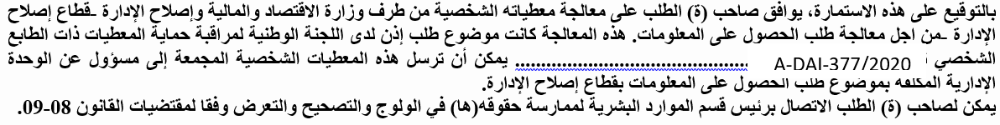 بالتوقيع على هذه الاستمارة، يوافق صاحب (ة) الطلب على معالجة معطياته الشخصية من طرف وزارة الاقتصاد والمالية وإصلاح الإدارة -قطاع إصلاح
الإدارة -من اجل معالجة طلب الحصول على المعلومات. هذه المعالجة كانت موضوع طلب إذن لدى اللجنة الوطنية لمراقبة حماية المعطيات ذات الطابع
الشخصي A-DAI-377/2020 ............................................. يمكن أن ترسل هذه المعطيات الشخصية المجمعة إلى مسؤول عن الوحدة
الإدارية المكلفة بموضوع طلب الحصول على المعلومات بقطاع إصلاح الإدارة.
يمكن لصاحب (ة) الطلب الاتصال برئيس قسم الموارد البشرية لممارسة حقوقه(ها) في الولوج والتصحيح والتعرض وفقا لمقتضيات القانون 08-09.